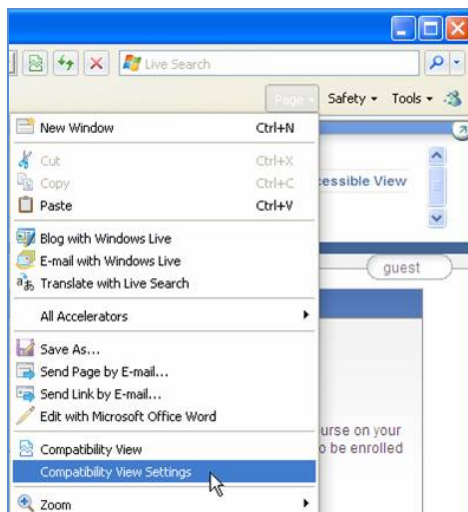 Live Search
Page Safety Tools
New Window Ctrl+N
Cut Ctrl+X
Copy Ctrl+C
Paste Ctrl+V
Blog with Windows Live
E-mail with Windows Live
Translate with Live Search
All Accelerators
Save As...
Send Page by E-mail...
Send Link by E-mail...
Edit with Microsoft Office Word
Compatibility View
Compatibility View Settings
Zoom
cessible View
guest
urse on your
o be enrolled